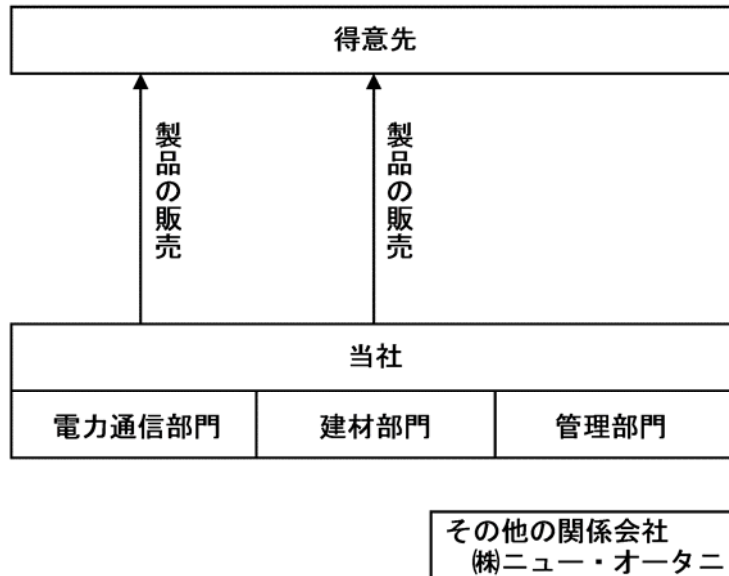 得意先
製品の販売
製品の販売
当社
電力通信部門
建材部門
管理部門
その他の関係会社
㈱ニュー・オータニ